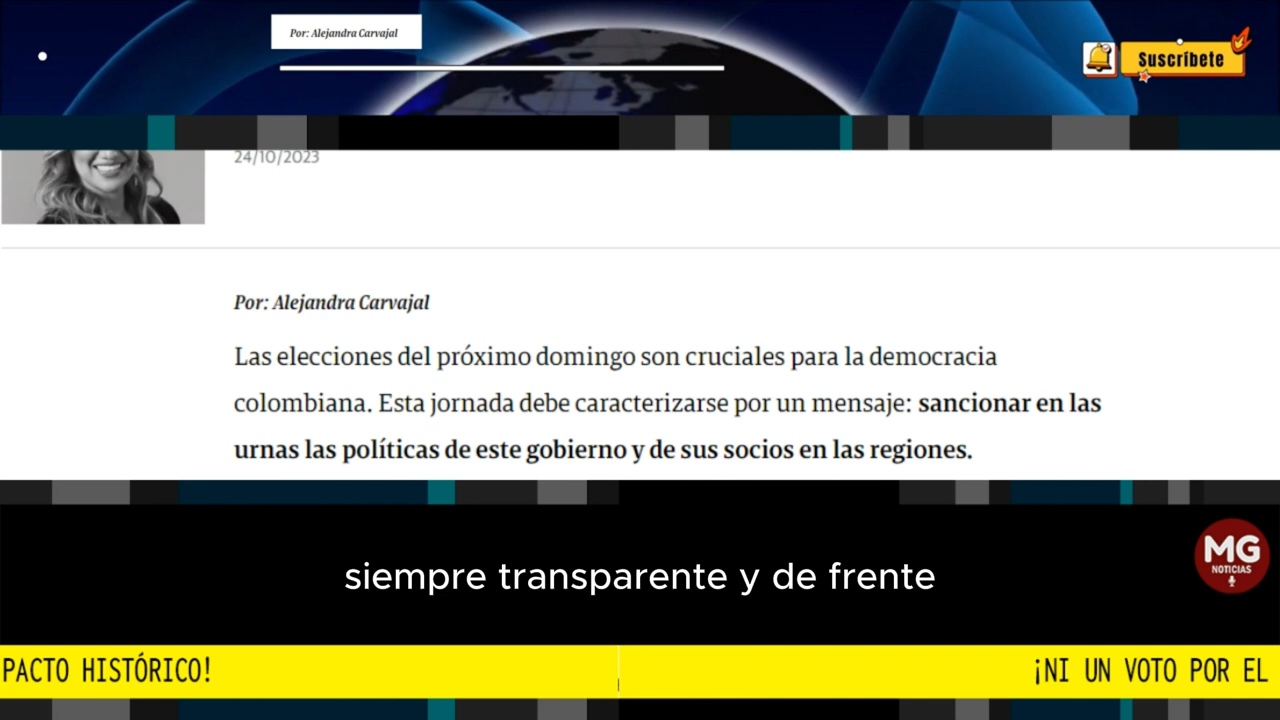 Por: Alejandra Carvajal
Suscríbete
24/10/2023
Por: Alejandra Carvajal
Las elecciones del próximo domingo son cruciales para la democracia
colombiana. Esta jornada debe caracterizarse por un mensaje: sancionar en las
urnas las políticas de este gobierno y de sus socios en las regiones.
siempre transparente y de frente
MG
NOTICIAS
PACTO HISTÓRICO!
¡NI UN VOTO POR EL